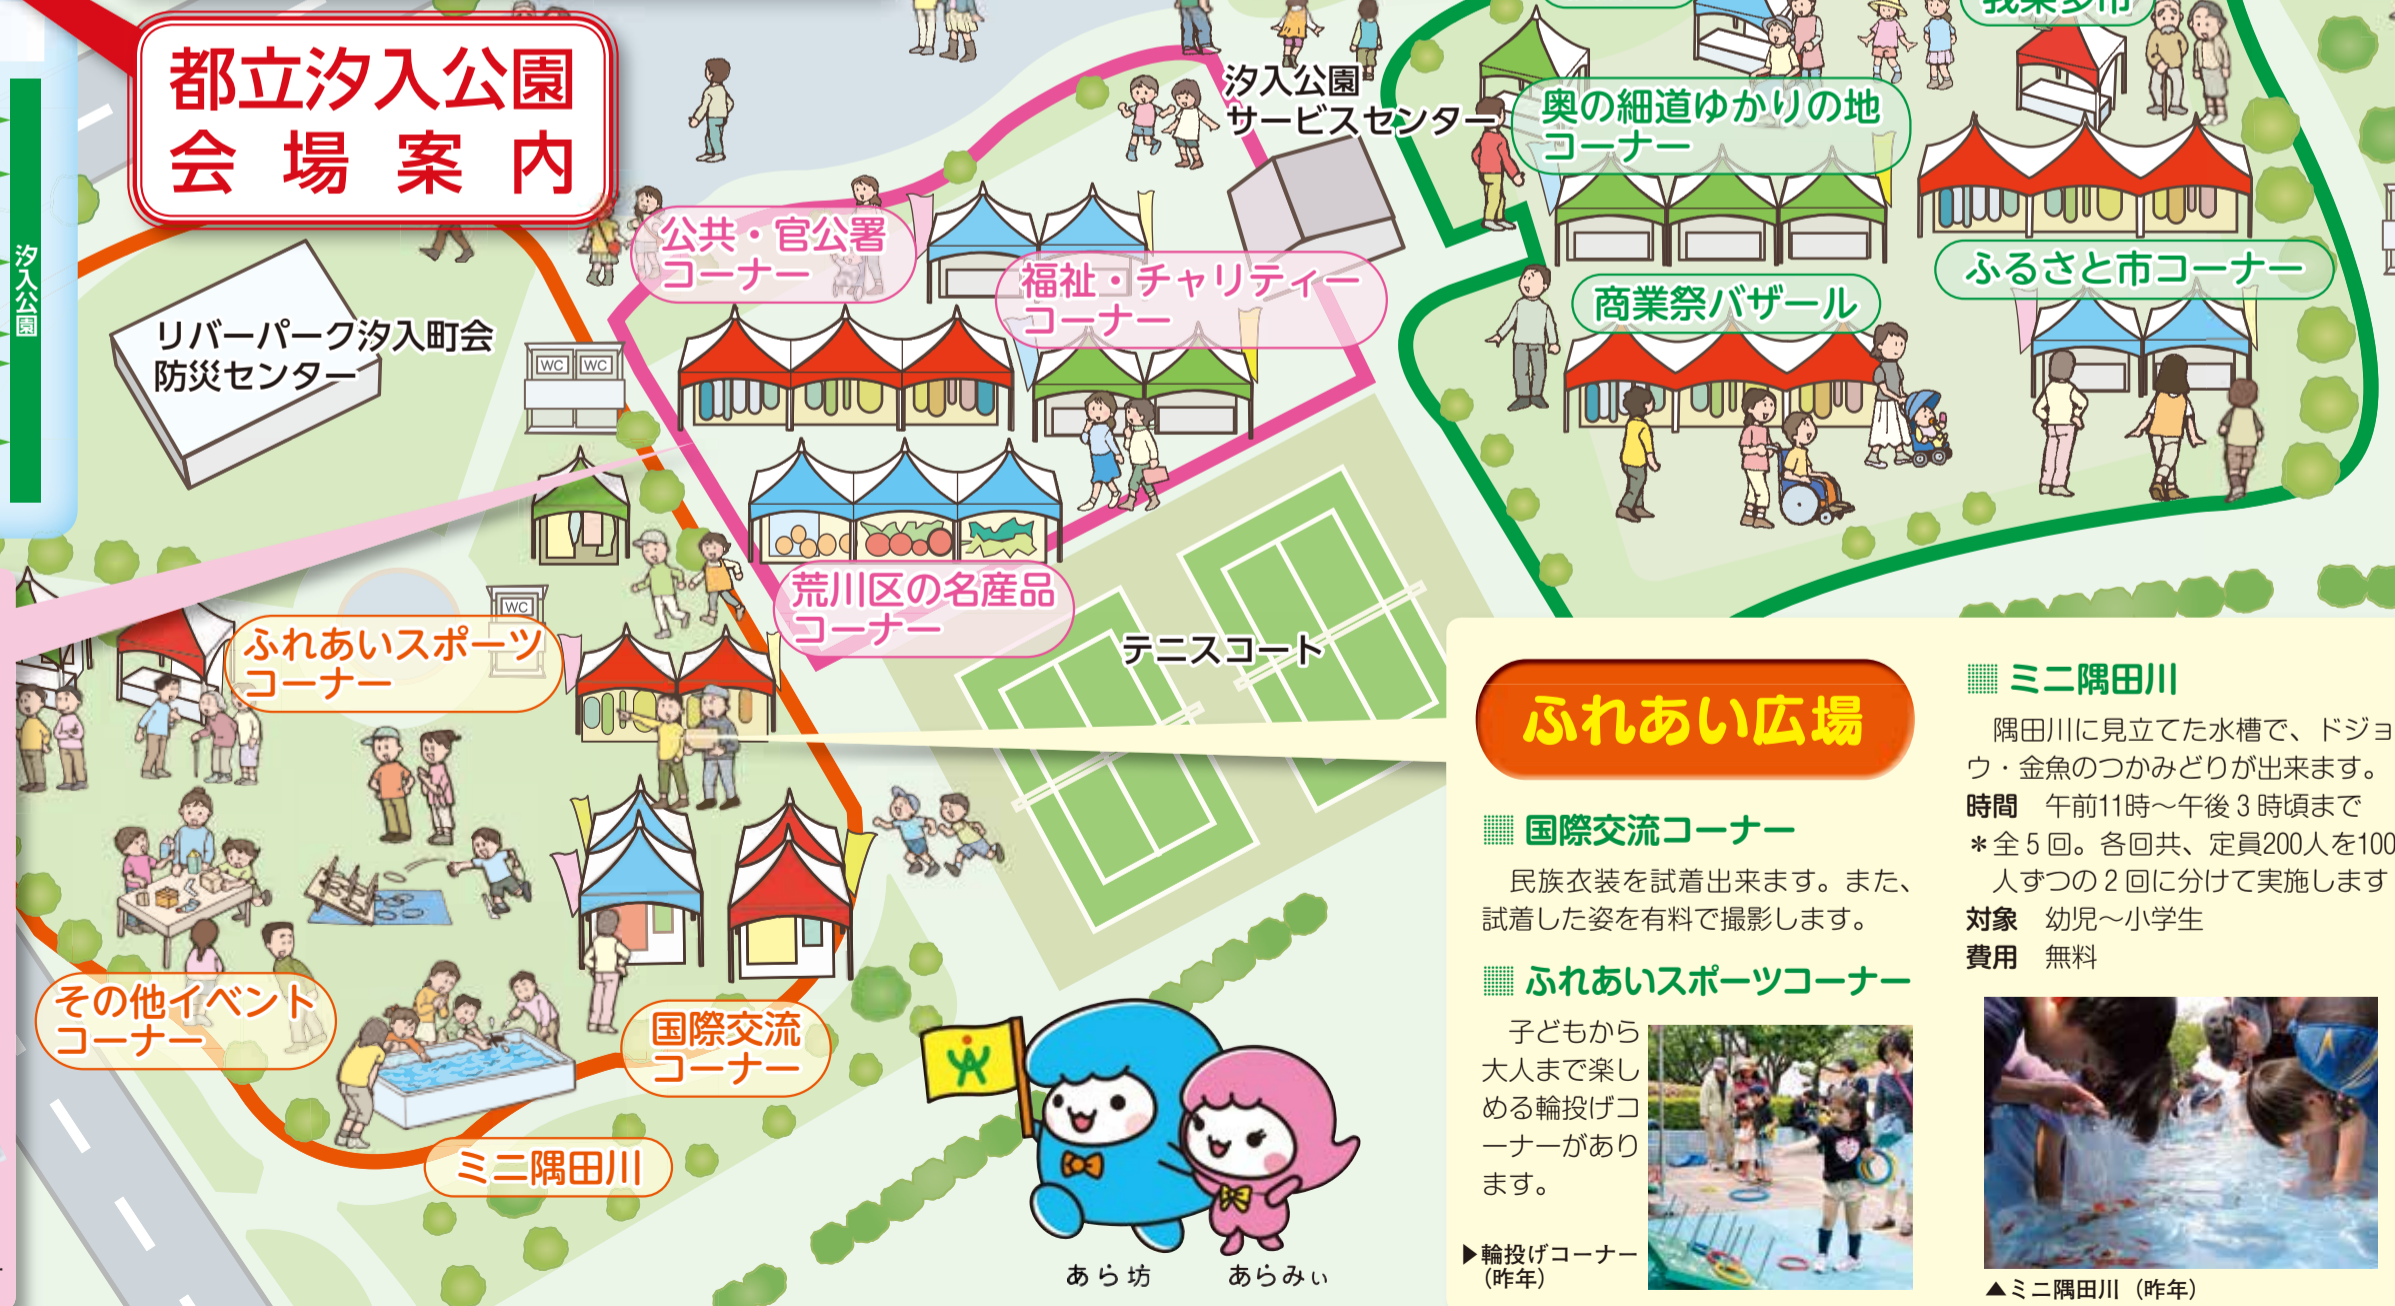 都立汐入公園
会場案内
汐入公園
リバーパーク汐入町会
防災センター
WC
WC
公共・官公署
コーナー
福祉・チャリティー
コーナー
汐入公園
サービスセンター
奥の細道ゆかりの地
コーナー
商業祭バザール
ふるさと市コーナー
荒川区の名産品
コーナー
テニスコート
WC
ふれあいスポーツ
コーナー
その他イベント
コーナー
国際交流
コーナー
ミニ隅田川
あら坊
あらみぃ
ふれあい広場
国際交流コーナー
民族衣装を試着出来ます。また、
試着した姿を有料で撮影します。
ふれあいスポーツコーナー
子どもから
大人まで楽し
める輪投げコ
ーナーがあり
ます。
▶輪投げコーナー
（昨年）
ミニ隅田川
隅田川に見立てた水槽で、ドジョ
ウ・金魚のつかみどりが出来ます。
時間　午前11時～午後３時頃まで
＊全５回。各回共、定員200人を100
人ずつの２回に分けて実施します
対象　幼児～小学生
費用　無料
▲ミニ隅田川（昨年）